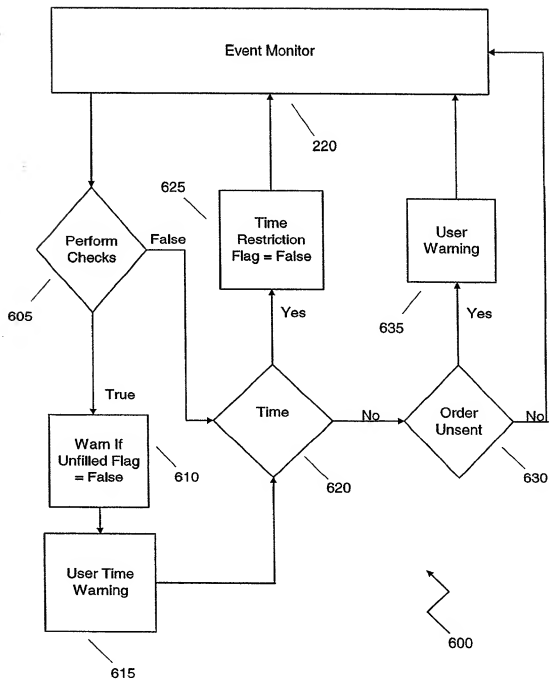 Event Monitor
220
625
Time
Restriction
Flag = False
User
Warning
Perform
Checks
False
605
635
Yes
Yes
True
Time
No
Order
Unsent
No
Warn If
Unfilled Flag
= False
610
620
630
User Time
Warning
615
600